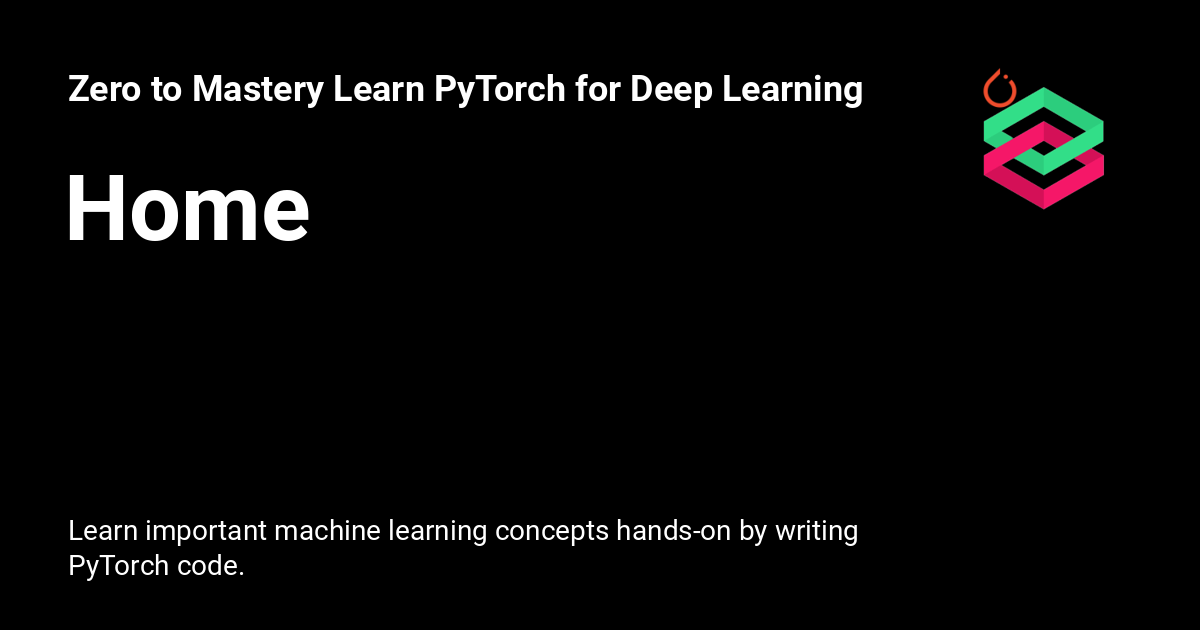 Zero to Mastery Learn PyTorch for Deep Learning
Home
Learn important machine learning concepts hands-on by writing
PyTorch code.